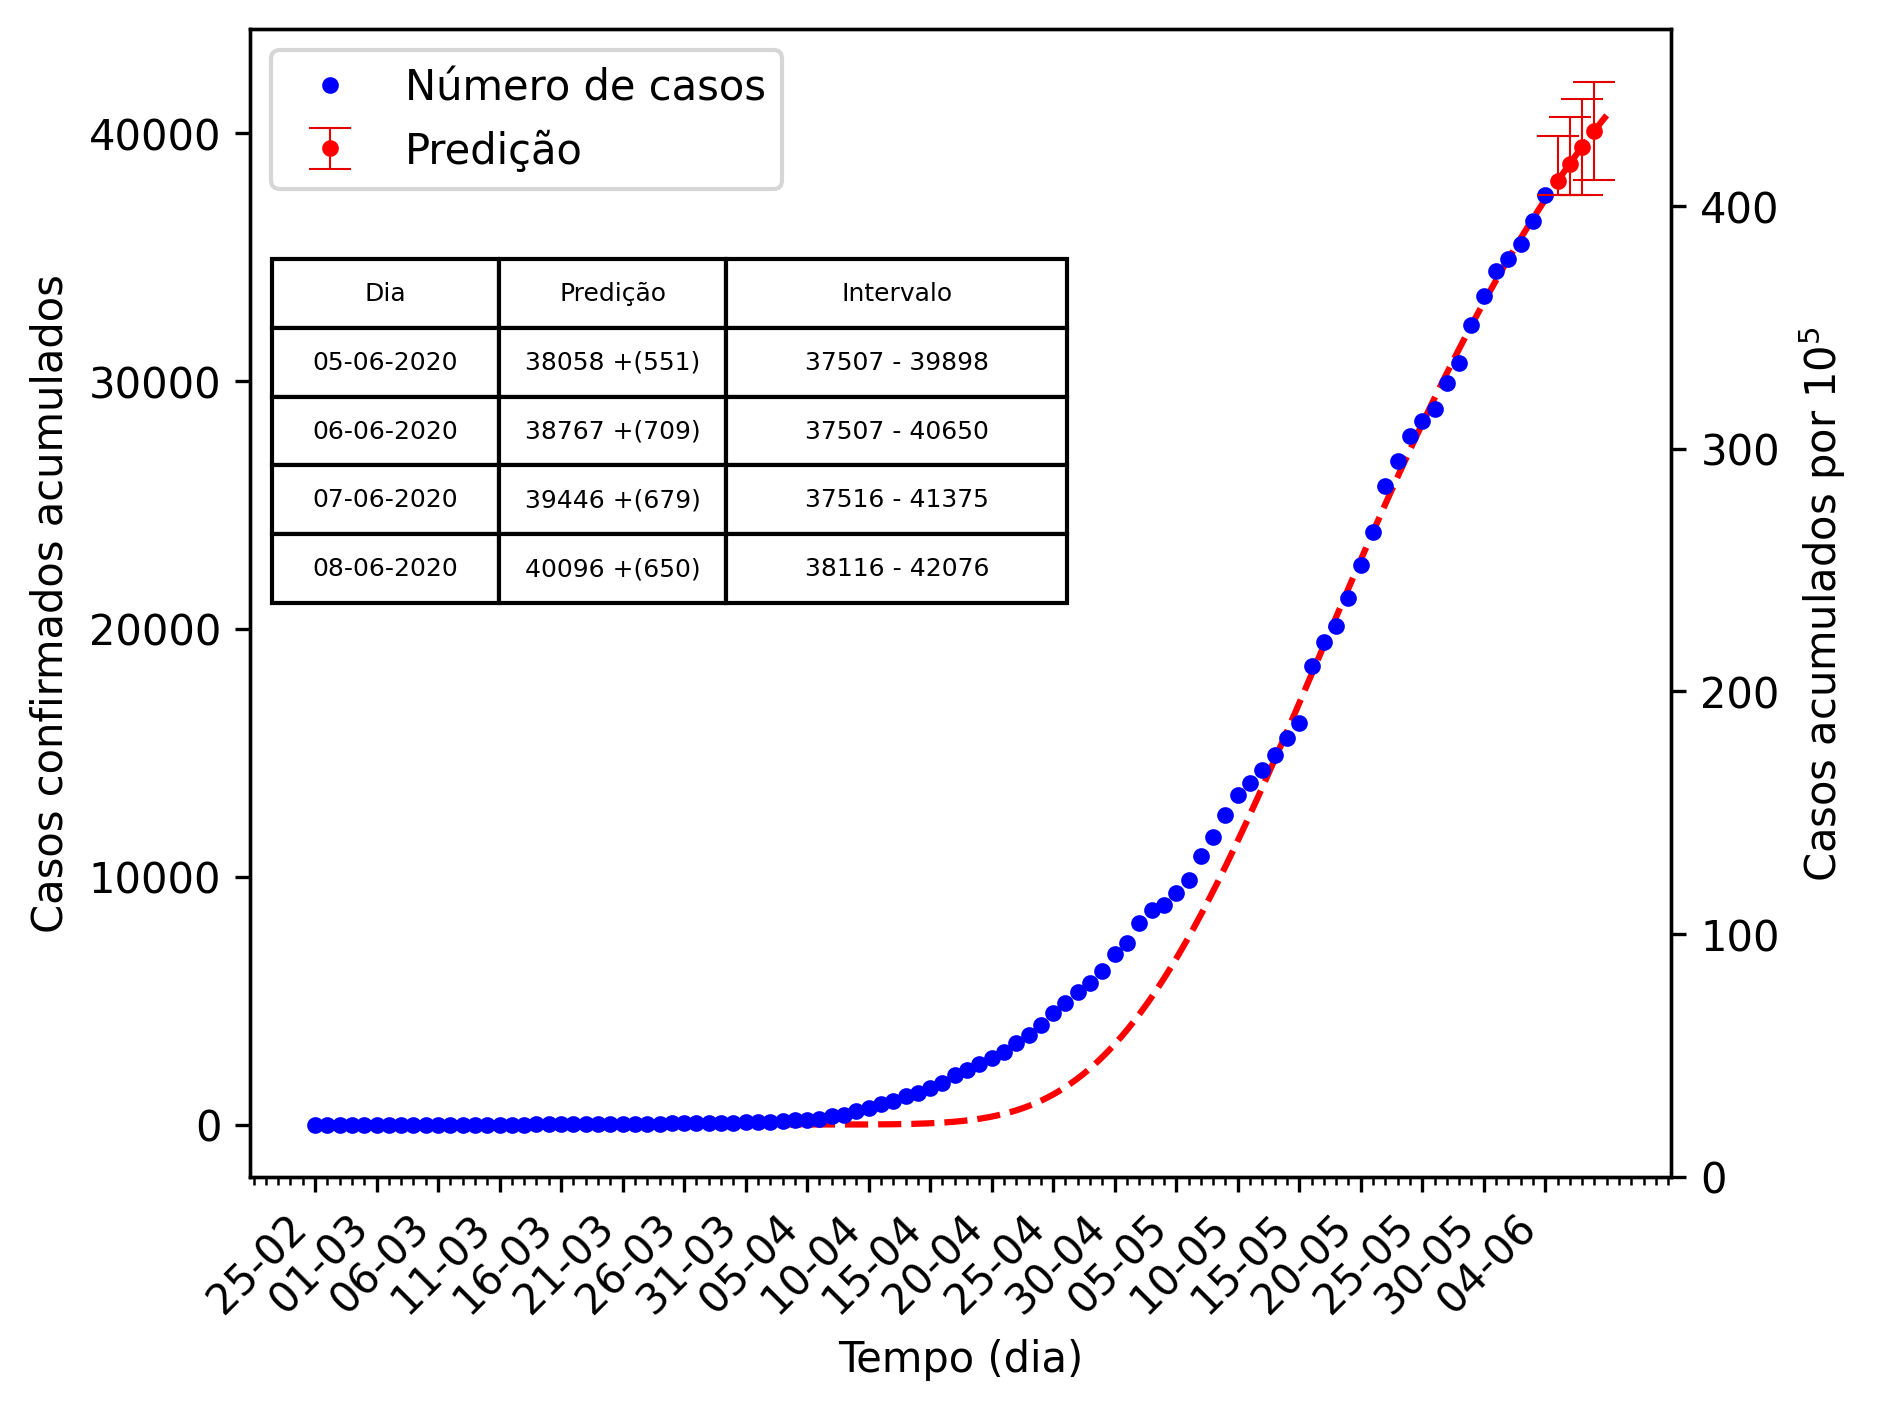 Número de casos
Predição
Dia Predição Intervalo
05-06-2020 38058 +(551) 37507 - 39898
06-06-2020 38767 +(709) 37507 - 40650
07-06-2020 39446 +(679) 37516 - 41375
08-06-2020 40096 +(650) 38116 - 42076
Casos confirmados acumulados
40000
30000
20000
10000
0
Casos acumulados por 10⁵
400
300
200
100
0
25-02 01-03 06-03 11-03 16-03 21-03 26-03 31-03 05-04 10-04 15-04 20-04 25-04 30-04 05-05 10-05 15-05 20-05 25-05 30-05 04-06
Tempo (dia)